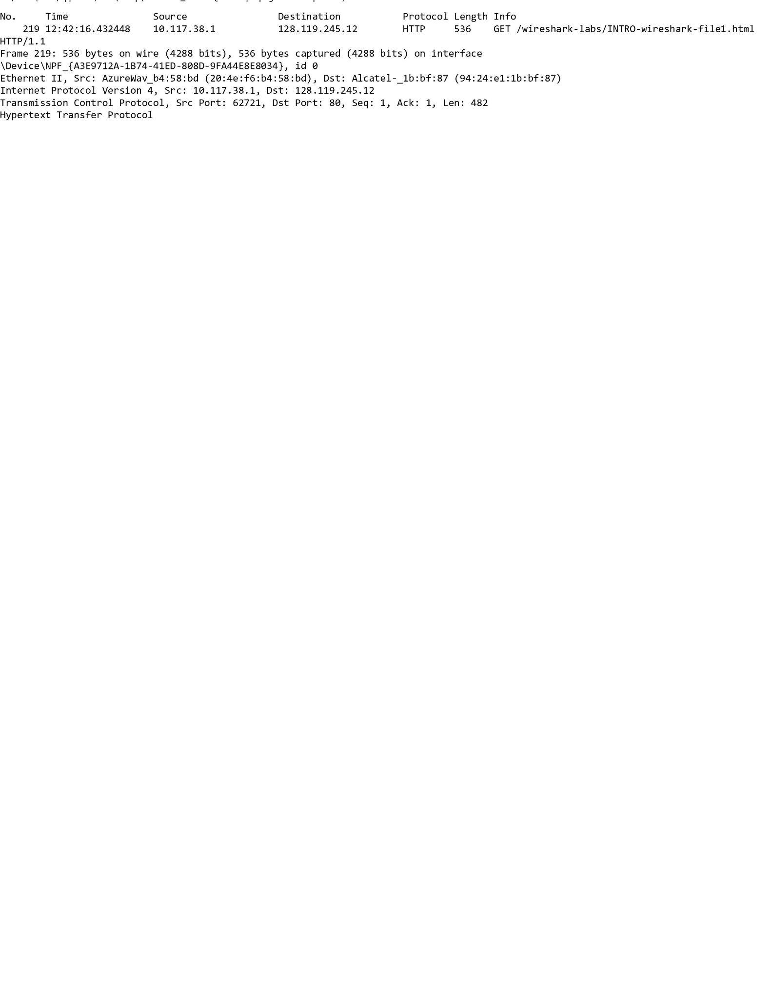 No.     Time               Source                Destination           Protocol Length Info
    219 12:42:16.432448    10.117.38.1           128.119.245.12        HTTP     536    GET /wireshark-labs/INTRO-wireshark-file1.html
HTTP/1.1
Frame 219: 536 bytes on wire (4288 bits), 536 bytes captured (4288 bits) on interface
\Device\NPF_{A3E9712A-1B74-41ED-808D-9FA44E8E8034}, id 0
Ethernet II, Src: AzureWav_b4:58:bd (20:4e:f6:b4:58:bd), Dst: Alcatel-_1b:bf:87 (94:24:e1:1b:bf:87)
Internet Protocol Version 4, Src: 10.117.38.1, Dst: 128.119.245.12
Transmission Control Protocol, Src Port: 62721, Dst Port: 80, Seq: 1, Ack: 1, Len: 482
Hypertext Transfer Protocol